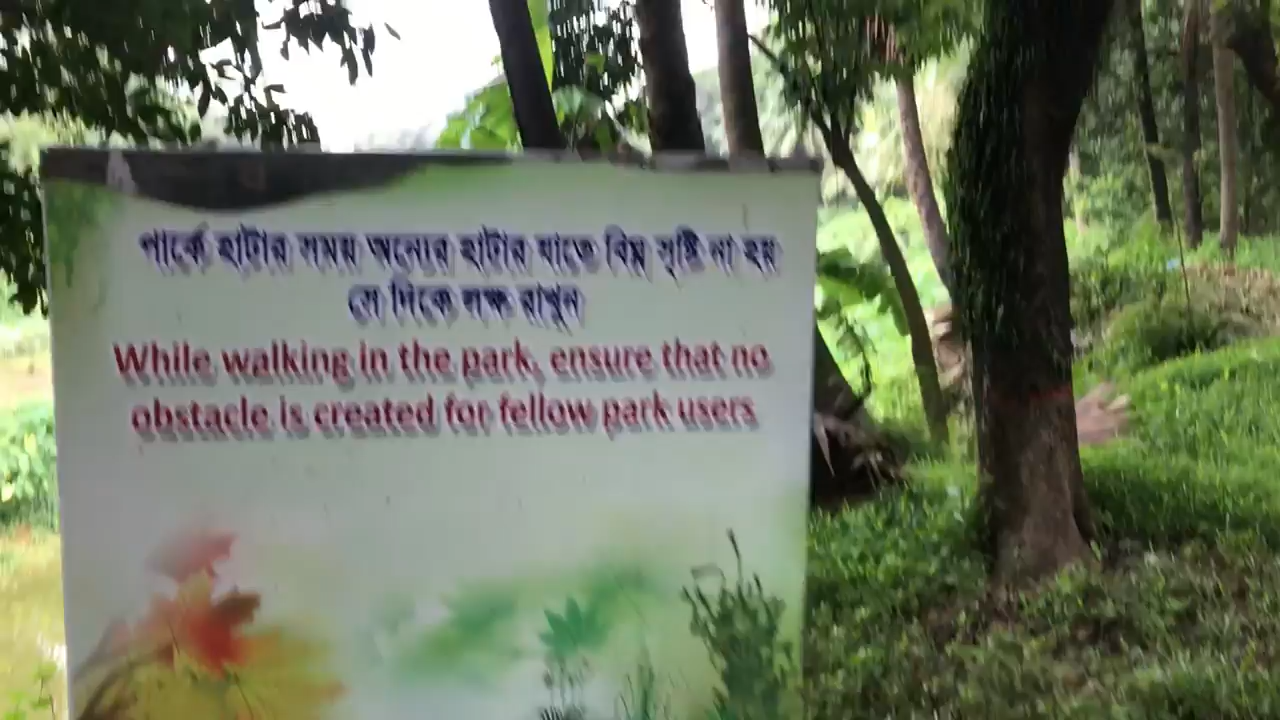 পার্কে হাটার সময় অন্যের হাটার যাতে বিঘ্ন সৃষ্টি না হয়
সে দিকে লক্ষ রাখুন
While walking in the park, ensure that no
obstacle is created for fellow park users